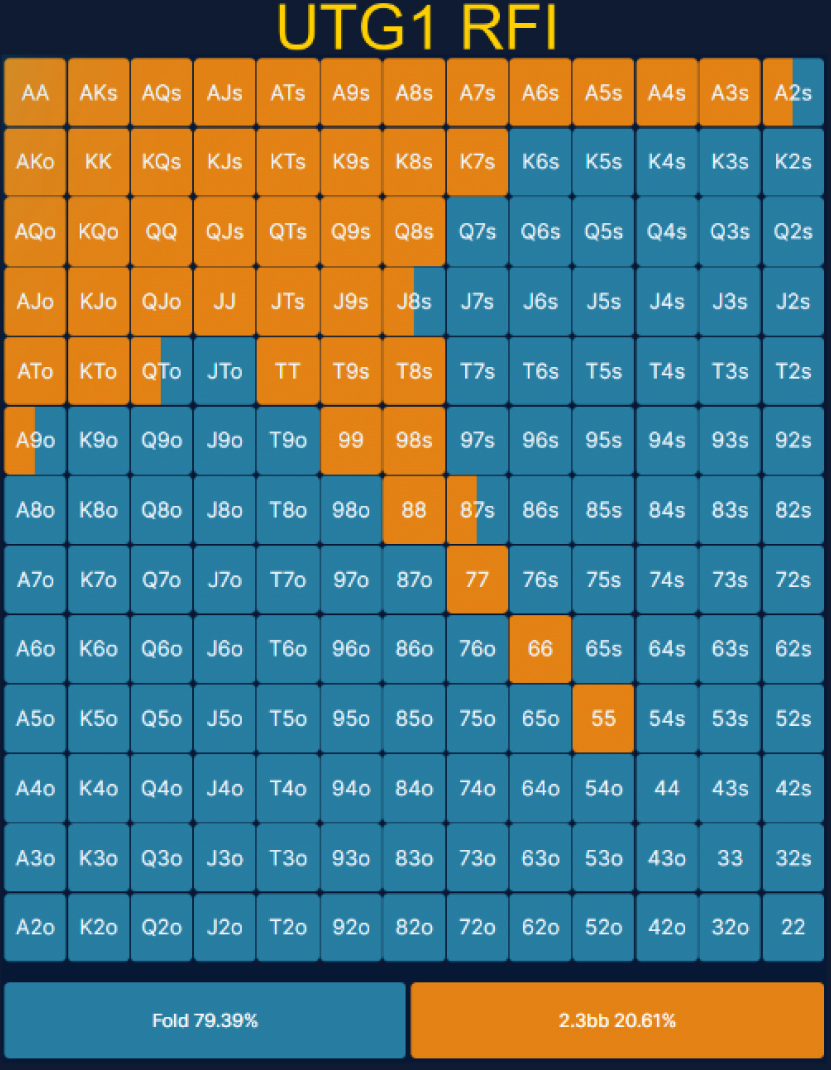 UTG1 RFI
AA AKs AQs AJs ATs A9s A8s A7s A6s A5s A4s A3s A2s
AKo KK KQs KJs KTs K9s K8s K7s K6s K5s K4s K3s K2s
AQo KQo QQ QJs QTs Q9s Q8s Q7s Q6s Q5s Q4s Q3s Q2s
AJo KJo QJo JJ JTs J9s J8s J7s J6s J5s J4s J3s J2s
ATo KTo QTo JTo TT T9s T8s T7s T6s T5s T4s T3s T2s
A9o K9o Q9o J9o T9o 99 98s 97s 96s 95s 94s 93s 92s
A8o K8o Q8o J8o T8o 98o 88 87s 86s 85s 84s 83s 82s
A7o K7o Q7o J7o T7o 97o 87o 77 76s 75s 74s 73s 72s
A6o K6o Q6o J6o T6o 96o 86o 76o 66 65s 64s 63s 62s
A5o K5o Q5o J5o T5o 95o 85o 75o 65o 55 54s 53s 52s
A4o K4o Q4o J4o T4o 94o 84o 74o 64o 54o 44 43s 42s
A3o K3o Q3o J3o T3o 93o 83o 73o 63o 53o 43o 33 32s
A2o K2o Q2o J2o T2o 92o 82o 72o 62o 52o 42o 32o 22
Fold 79.39% 2.3bb 20.61%